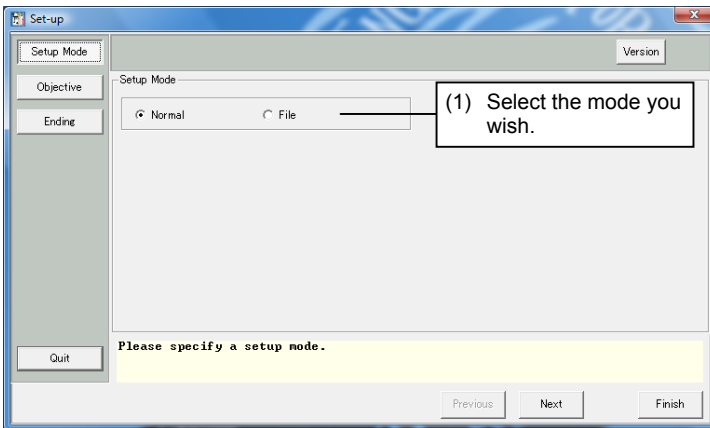 Set-up
Setup Mode
Version
Objective
Ending
Setup Mode
Normal
File
(1) Select the mode you
wish.
Please specify a setup mode.
Quit
Previous
Next
Finish